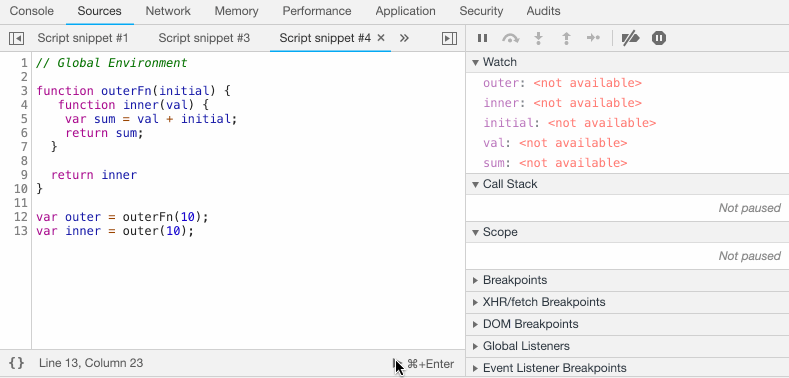 Console Sources Network Memory Performance Application Security Audits
Script snippet #1 Script snippet #3 Script snippet #4 × »
1 // Global Environment
2
3 function outerFn(initial) {
4 function inner(val) {
5 var sum = val + initial;
6 return sum;
7 }
8
9 return inner
10 }
11
12 var outer = outerFn(10);
13 var inner = outer(10);
{} Line 13, Column 23 ⌘+Enter
Watch
outer: <not available>
inner: <not available>
initial: <not available>
val: <not available>
sum: <not available>
Call Stack
Not paused
Scope
Not paused
Breakpoints
XHR/fetch Breakpoints
DOM Breakpoints
Global Listeners
Event Listener Breakpoints